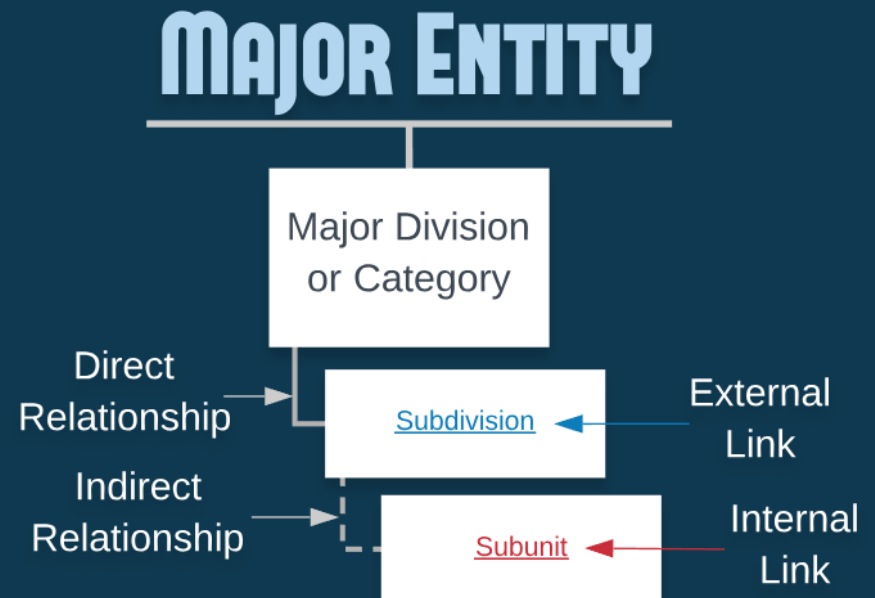 Major Entity
Major Division
or Category
Direct
Relationship
Subdivision
External
Link
Indirect
Relationship
Subunit
Internal
Link